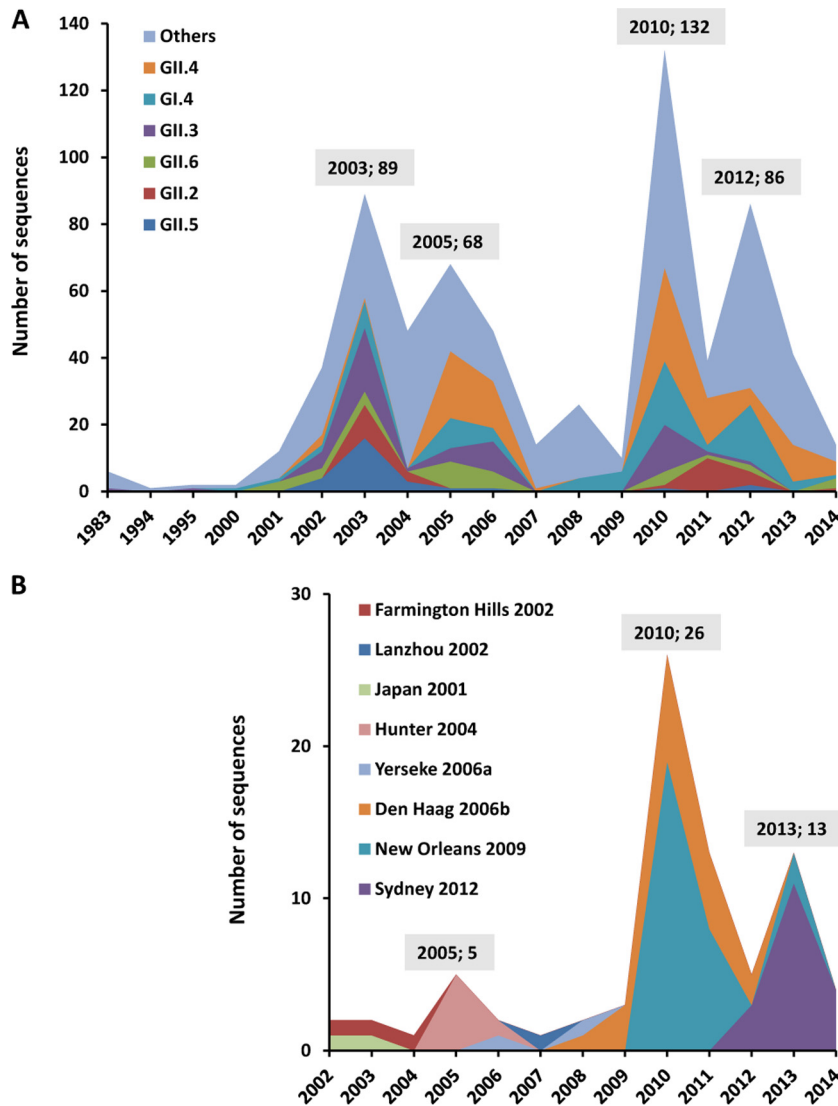 A
140
120
100
80
60
40
20
0
Number of sequences
Others
GII.4
GI.4
GII.3
GII.6
GII.2
GII.5
2003; 89
2005; 68
2010; 132
2012; 86
1983
1994
1995
2000
2001
2002
2003
2004
2005
2006
2007
2008
2009
2010
2011
2012
2013
2014
B
30
20
10
0
Number of sequences
Farmington Hills 2002
Lanzhou 2002
Japan 2001
Hunter 2004
Yerseke 2006a
Den Haag 2006b
New Orleans 2009
Sydney 2012
2005; 5
2010; 26
2013; 13
2002
2003
2004
2005
2006
2007
2008
2009
2010
2011
2012
2013
2014